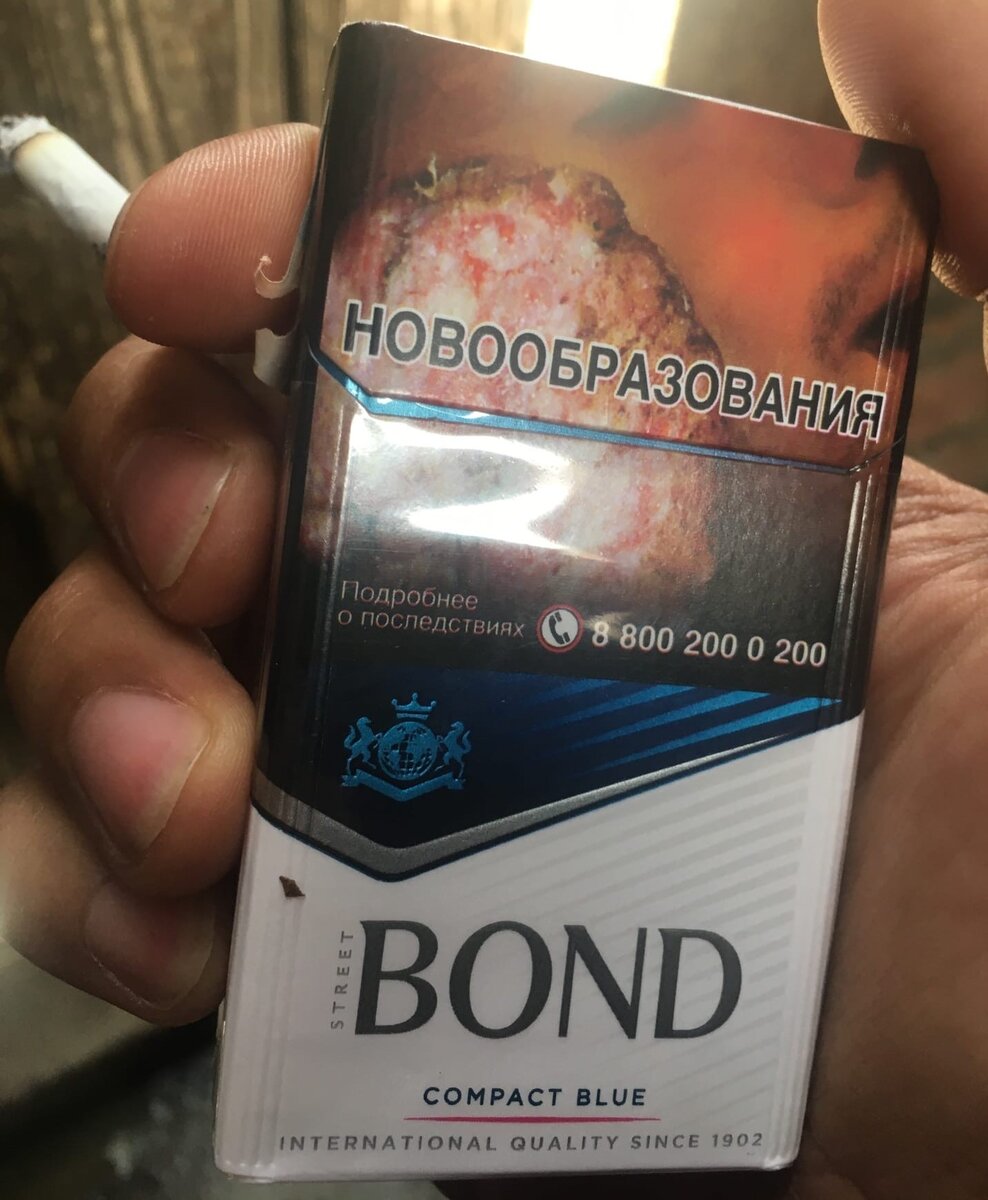 НОВООБРАЗОВАНИЯ
Подробнее
о последствиях
8 800 200 0 200
STREET
BOND
COMPACT BLUE
INTERNATIONAL QUALITY SINCE 1902